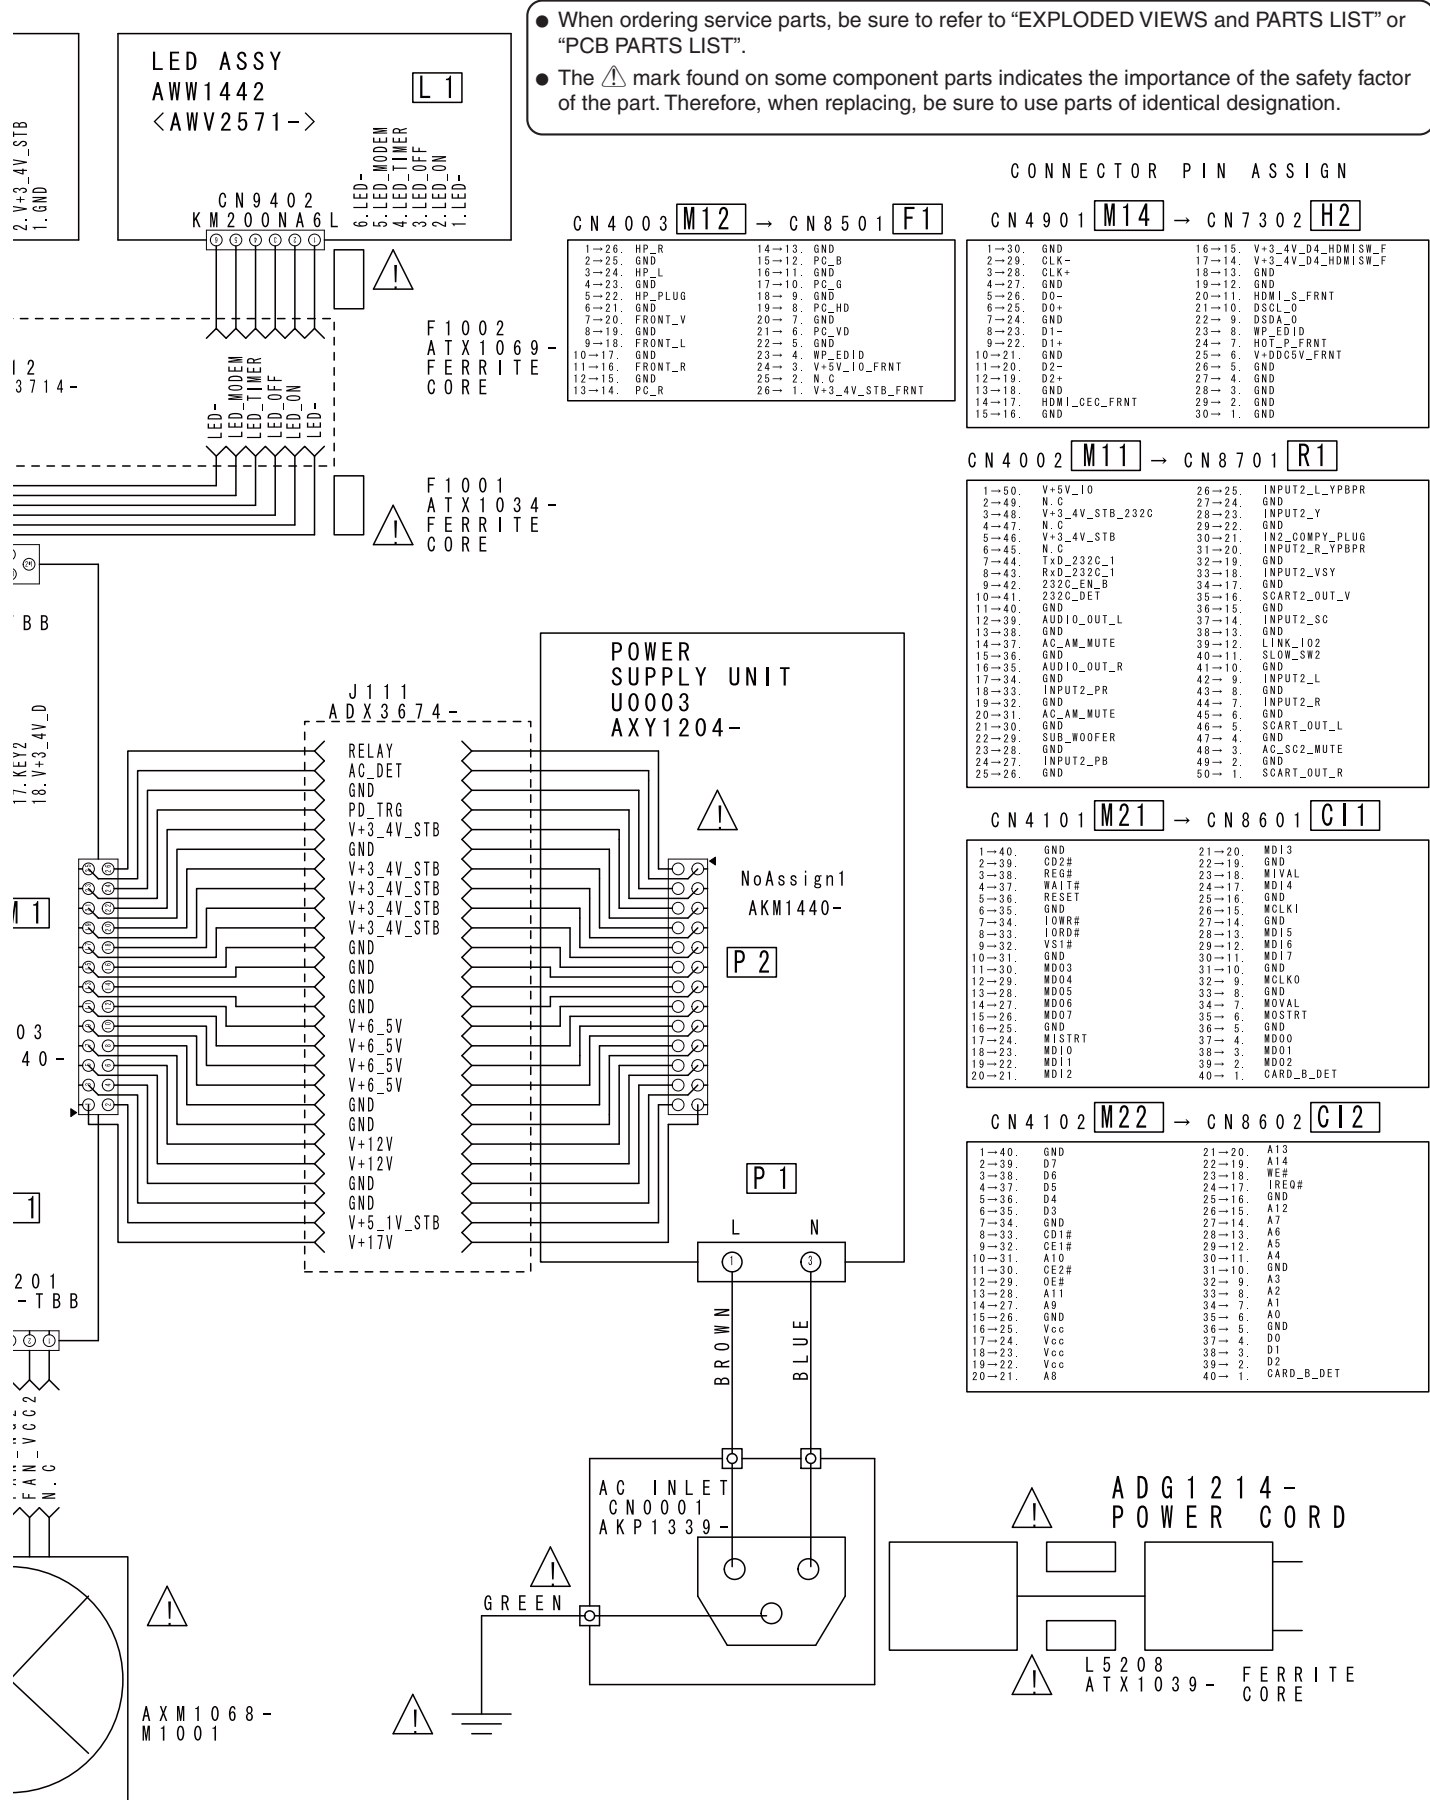 ● When ordering service parts, be sure to refer to “EXPLODED VIEWS and PARTS LIST” or
“PCB PARTS LIST”.
● The ⚠ mark found on some component parts indicates the importance of the safety factor
of the part. Therefore, when replacing, be sure to use parts of identical designation.
2.V+3_4V_STB
1.GND
LED ASSY
AWW1442
<AWV2571->
L 1
6.LED-
5.LED_MODEM
4.LED_TIMER
3.LED_OFF
2.LED_ON
1.LED-
CN9402
KM200NA6L
F1002
ATX1069-
FERRITE
CORE
3714-
LED-
LED_MODEM
LED_TIMER
LED_OFF
LED_ON
LED-
F1001
ATX1034-
FERRITE
CORE
BB
17.KEY2
18.V+3_4V_D
J111
ADX3674-
RELAY
AC_DET
GND
PD_TRG
V+3_4V_STB
GND
V+3_4V_STB
V+3_4V_STB
V+3_4V_STB
V+3_4V_STB
GND
GND
GND
GND
V+6_5V
V+6_5V
V+6_5V
V+6_5V
GND
GND
V+12V
V+12V
GND
GND
V+5_1V_STB
V+17V
POWER
SUPPLY UNIT
U0003
AXY1204-
NoAssign1
AKM1440-
P 2
P 1
L N
1 3
BROWN
BLUE
03
40-
201
-TBB
FAN_VCC2
N.C
AC INLET
CN0001
AKP1339-
GREEN
AXM1068-
M1001
ADG1214-
POWER CORD
L5208
ATX1039-
FERRITE
CORE
CONNECTOR PIN ASSIGN
CN4003 M12 → CN8501 F1
1→26. HP_R 14→13. GND
2→25. GND 15→12. PC_B
3→24. HP_L 16→11. GND
4→23. GND 17→10. PC_G
5→22. HP_PLUG 18→ 9. GND
6→21. GND 19→ 8. PC_HD
7→20. FRONT_V 20→ 7. GND
8→19. GND 21→ 6. PC_VD
9→18. FRONT_L 22→ 5. GND
10→17. GND 23→ 4. WP_EDID
11→16. FRONT_R 24→ 3. V+5V_IO_FRNT
12→15. GND 25→ 2. N.C
13→14. PC_R 26→ 1. V+3_4V_STB_FRNT
CN4901 M14 → CN7302 H2
1→30. GND 16→15. V+3_4V_D4_HDMISW_F
2→29. CLK- 17→14. V+3_4V_D4_HDMISW_F
3→28. CLK+ 18→13. GND
4→27. GND 19→12. GND
5→26. D0- 20→11. HDMI_S_FRNT
6→25. D0+ 21→10. DSCL_O
7→24. GND 22→ 9. DSDA_O
8→23. D1- 23→ 8. WP_EDID
9→22. D1+ 24→ 7. HOT_P_FRNT
10→21. GND 25→ 6. V+DDC5V_FRNT
11→20. D2- 26→ 5. GND
12→19. D2+ 27→ 4. GND
13→18. GND 28→ 3. GND
14→17. HDMI_CEC_FRNT 29→ 2. GND
15→16. GND 30→ 1. GND
CN4002 M11 → CN8701 R1
1→50. V+5V_IO 26→25. INPUT2_L_YPBPR
2→49. N.C 27→24. GND
3→48. V+3_4V_STB_232C 28→23. INPUT2_Y
4→47. N.C 29→22. GND
5→46. V+3_4V_STB 30→21. IN2_COMPY_PLUG
6→45. N.C 31→20. INPUT2_R_YPBPR
7→44. TxD_232C_1 32→19. GND
8→43. RxD_232C_1 33→18. INPUT2_VSY
9→42. 232C_EN_B 34→17. GND
10→41. 232C_DET 35→16. SCART2_OUT_V
11→40. GND 36→15. GND
12→39. AUDIO_OUT_L 37→14. INPUT2_SC
13→38. GND 38→13. GND
14→37. AC_AM_MUTE 39→12. LINK_IO2
15→36. GND 40→11. SLOW_SW2
16→35. AUDIO_OUT_R 41→10. GND
17→34. GND 42→ 9. INPUT2_L
18→33. INPUT2_PR 43→ 8. GND
19→32. GND 44→ 7. INPUT2_R
20→31. AC_AM_MUTE 45→ 6. GND
21→30. GND 46→ 5. SCART_OUT_L
22→29. SUB_WOOFER 47→ 4. GND
23→28. GND 48→ 3. AC_SC2_MUTE
24→27. INPUT2_PB 49→ 2. GND
25→26. GND 50→ 1. SCART_OUT_R
CN4101 M21 → CN8601 CI1
1→40. GND 21→20. MDI3
2→39. CD2# 22→19. GND
3→38. REG# 23→18. MIVAL
4→37. WAIT# 24→17. MDI4
5→36. RESET 25→16. GND
6→35. GND 26→15. MCLKI
7→34. IOWR# 27→14. GND
8→33. IORD# 28→13. MDI5
9→32. VS1# 29→12. MDI6
10→31. GND 30→11. MDI7
11→30. MDO3 31→10. GND
12→29. MDO4 32→ 9. MCLKO
13→28. MDO5 33→ 8. GND
14→27. MDO6 34→ 7. MOVAL
15→26. MDO7 35→ 6. MOSTRT
16→25. GND 36→ 5. GND
17→24. MISTRT 37→ 4. MDO0
18→23. MDI0 38→ 3. MDO1
19→22. MDI1 39→ 2. MDO2
20→21. MDI2 40→ 1. CARD_B_DET
CN4102 M22 → CN8602 CI2
1→40. GND 21→20. A13
2→39. D7 22→19. A14
3→38. D6 23→18. WE#
4→37. D5 24→17. IREQ#
5→36. D4 25→16. GND
6→35. D3 26→15. A12
7→34. GND 27→14. A7
8→33. CD1# 28→13. A6
9→32. CE1# 29→12. A5
10→31. A10 30→11. A4
11→30. CE2# 31→10. GND
12→29. OE# 32→ 9. A3
13→28. A11 33→ 8. A2
14→27. A9 34→ 7. A1
15→26. GND 35→ 6. A0
16→25. Vcc 36→ 5. GND
17→24. Vcc 37→ 4. D0
18→23. Vcc 38→ 3. D1
19→22. Vcc 39→ 2. D2
20→21. A8 40→ 1. CARD_B_DET